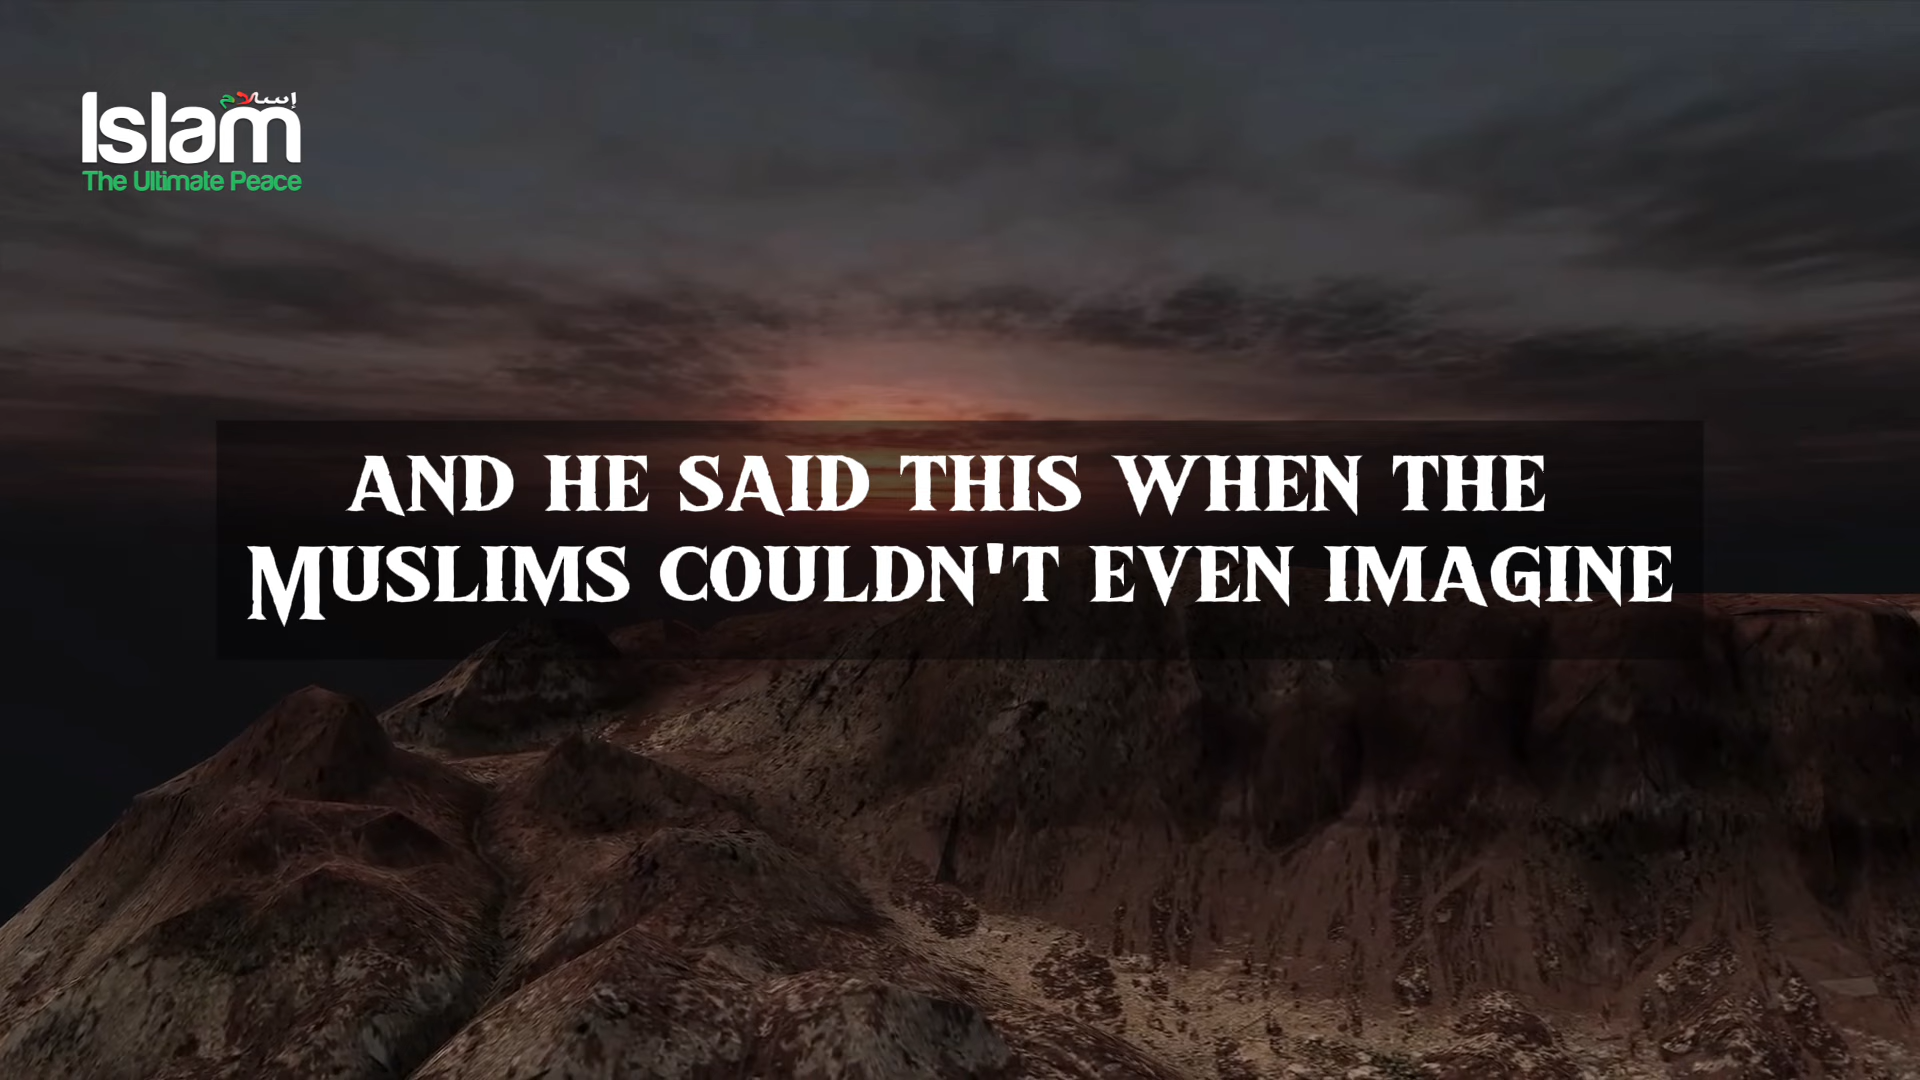 إسلام
Islam
The Ultimate Peace
AND HE SAID THIS WHEN THE
MUSLIMS COULDN'T EVEN IMAGINE